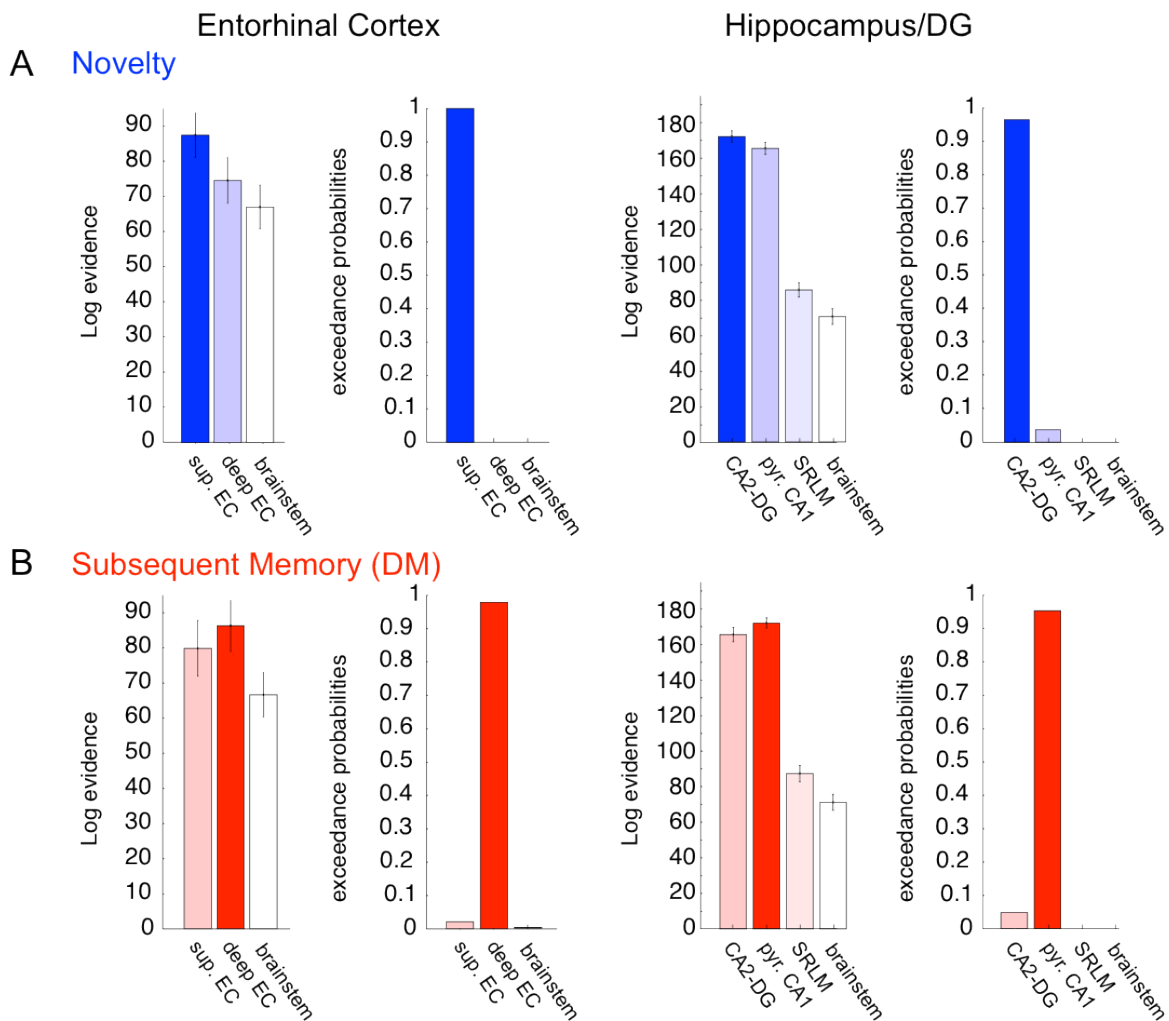 Entorhinal Cortex
Hippocampus/DG
A Novelty
Log evidence
90
80
70
60
50
40
30
20
10
0
sup. EC
deep EC
brainstem
exceedance probabilities
1
0.9
0.8
0.7
0.6
0.5
0.4
0.3
0.2
0.1
0
sup. EC
deep EC
brainstem
Log evidence
180
160
140
120
100
80
60
40
20
0
CA2-DG
pyr. CA1
SRLM
brainstem
exceedance probabilities
1
0.9
0.8
0.7
0.6
0.5
0.4
0.3
0.2
0.1
0
CA2-DG
pyr. CA1
SRLM
brainstem
B Subsequent Memory (DM)
Log evidence
90
80
70
60
50
40
30
20
10
0
sup. EC
deep EC
brainstem
exceedance probabilities
1
0.9
0.8
0.7
0.6
0.5
0.4
0.3
0.2
0.1
0
sup. EC
deep EC
brainstem
Log evidence
180
160
140
120
100
80
60
40
20
0
CA2-DG
pyr. CA1
SRLM
brainstem
exceedance probabilities
1
0.9
0.8
0.7
0.6
0.5
0.4
0.3
0.2
0.1
0
CA2-DG
pyr. CA1
SRLM
brainstem